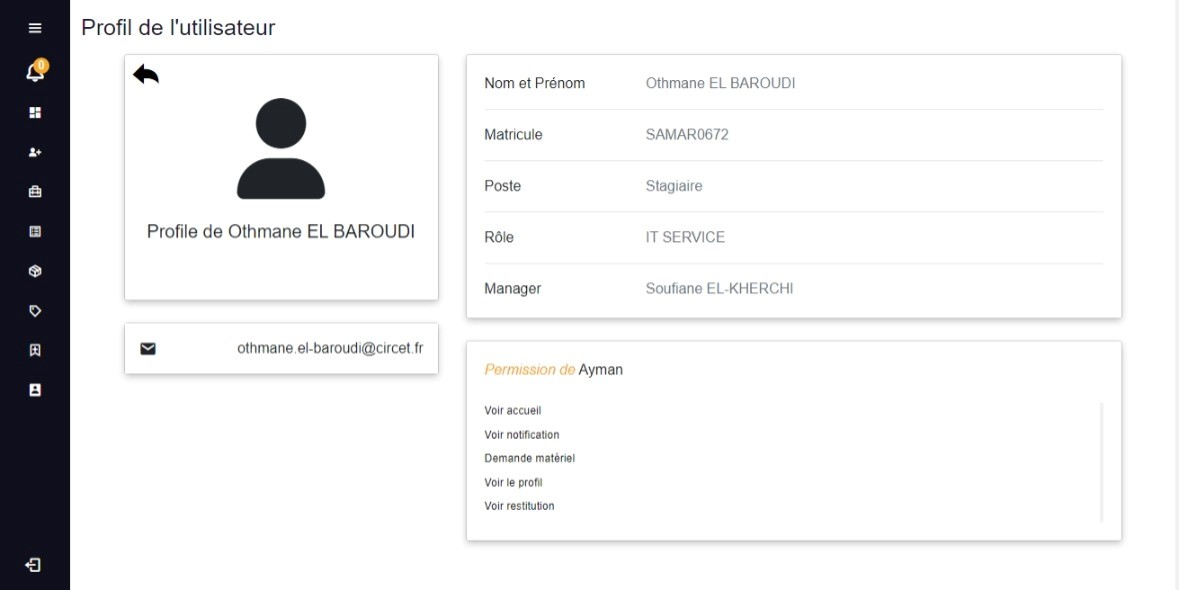 Profil de l'utilisateur
0
Profile de Othmane EL BAROUDI
othmane.el-baroudi@circet.fr
Nom et Prénom Othmane EL BAROUDI
Matricule SAMAR0672
Poste Stagiaire
Rôle IT SERVICE
Manager Soufiane EL-KHERCHI
Permission de Ayman
Voir accueil
Voir notification
Demande matériel
Voir le profil
Voir restitution